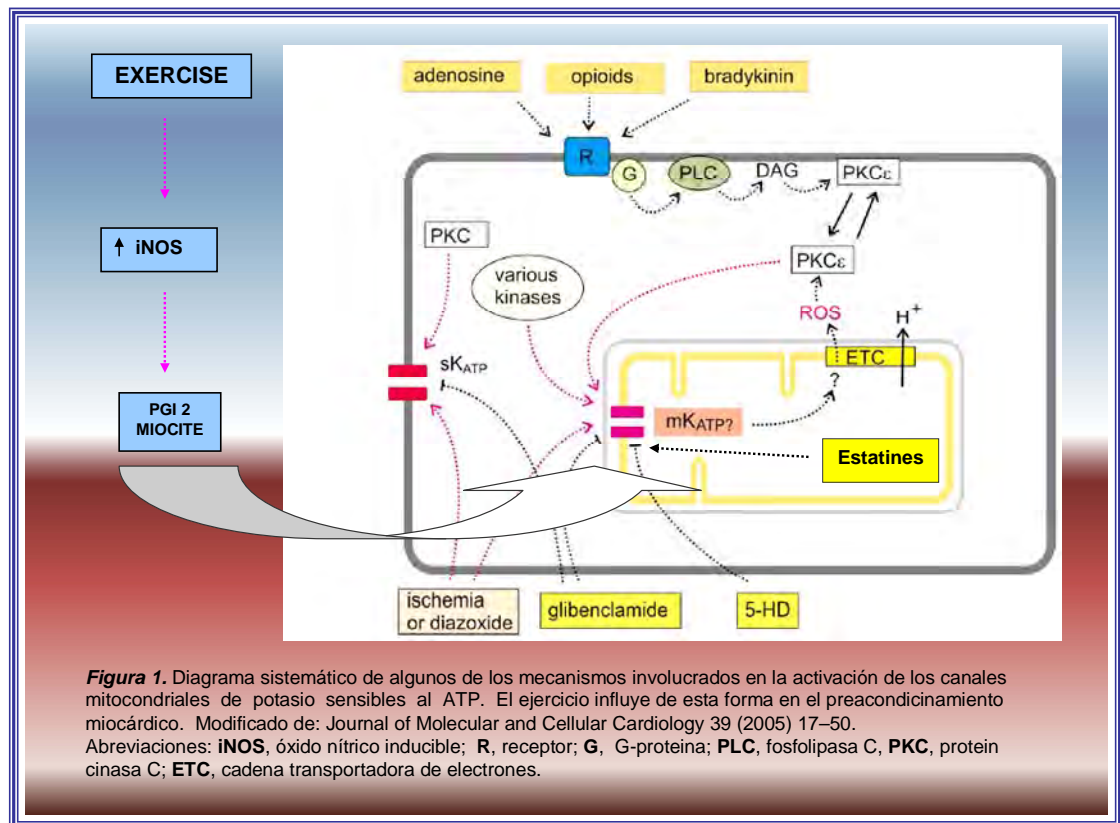 EXERCISE
↑ iNOS
PGI 2
MIOCITE
adenosine
opioids
bradykinin
R
G
PLC
DAG
PKCε
PKC
various
kinases
PKCε
ROS
H+
ETC
?
sKATP
mKATP?
Estatines
ischemia
or diazoxide
glibenclamide
5-HD
Figura 1. Diagrama sistemático de algunos de los mecanismos involucrados en la activación de los canales
mitocondriales de potasio sensibles al ATP. El ejercicio influye de esta forma en el preacondicinamiento
miocárdico. Modificado de: Journal of Molecular and Cellular Cardiology 39 (2005) 17–50.
Abreviaciones: iNOS, óxido nítrico inducible; R, receptor; G, G-proteina; PLC, fosfolipasa C, PKC, protein
cinasa C; ETC, cadena transportadora de electrones.